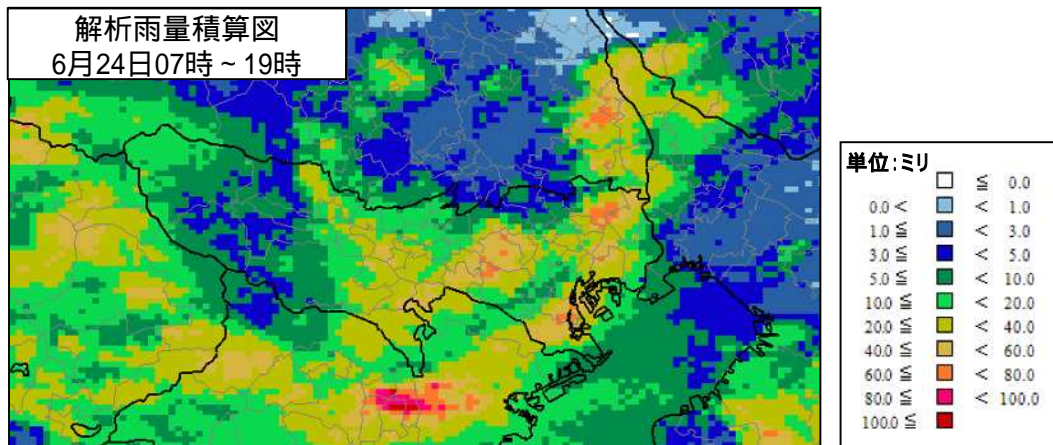 解析雨量積算図
6月24日07時~19時
単位:ミリ
≦ 0.0
0.0 < < 1.0
1.0 ≦ < 3.0
3.0 ≦ < 5.0
5.0 ≦ < 10.0
10.0 ≦ < 20.0
20.0 ≦ < 40.0
40.0 ≦ < 60.0
60.0 ≦ < 80.0
80.0 ≦ < 100.0
100.0 ≦